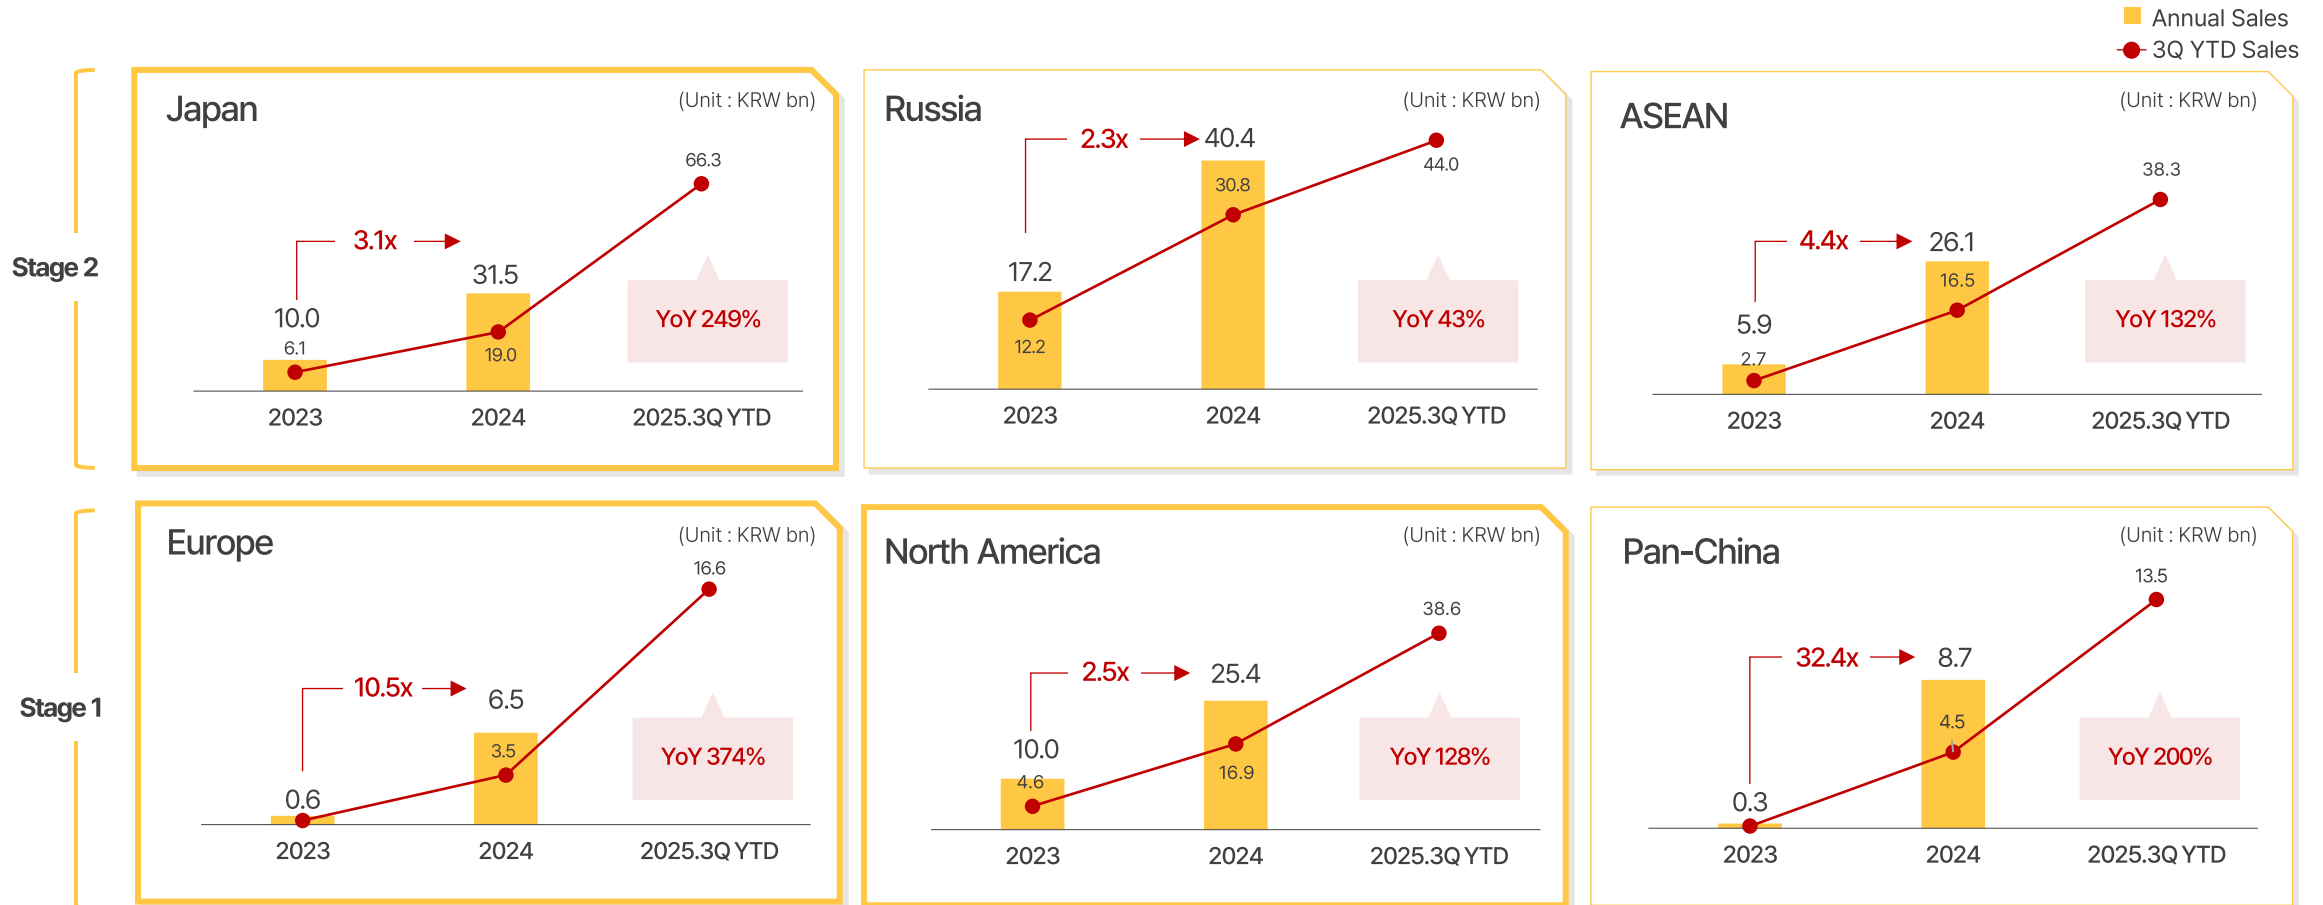 Annual Sales
3Q YTD Sales
Stage 2
Japan
(Unit : KRW bn)
66.3
3.1x
31.5
10.0
6.1
19.0
YoY 249%
2023
2024
2025.3Q YTD
Russia
(Unit : KRW bn)
2.3x
40.4
44.0
30.8
17.2
12.2
YoY 43%
2023
2024
2025.3Q YTD
ASEAN
(Unit : KRW bn)
38.3
4.4x
26.1
16.5
5.9
2.7
YoY 132%
2023
2024
2025.3Q YTD
Stage 1
Europe
(Unit : KRW bn)
16.6
10.5x
6.5
3.5
0.6
YoY 374%
2023
2024
2025.3Q YTD
North America
(Unit : KRW bn)
38.6
2.5x
25.4
10.0
4.6
16.9
YoY 128%
2023
2024
2025.3Q YTD
Pan-China
(Unit : KRW bn)
13.5
32.4x
8.7
4.5
0.3
YoY 200%
2023
2024
2025.3Q YTD